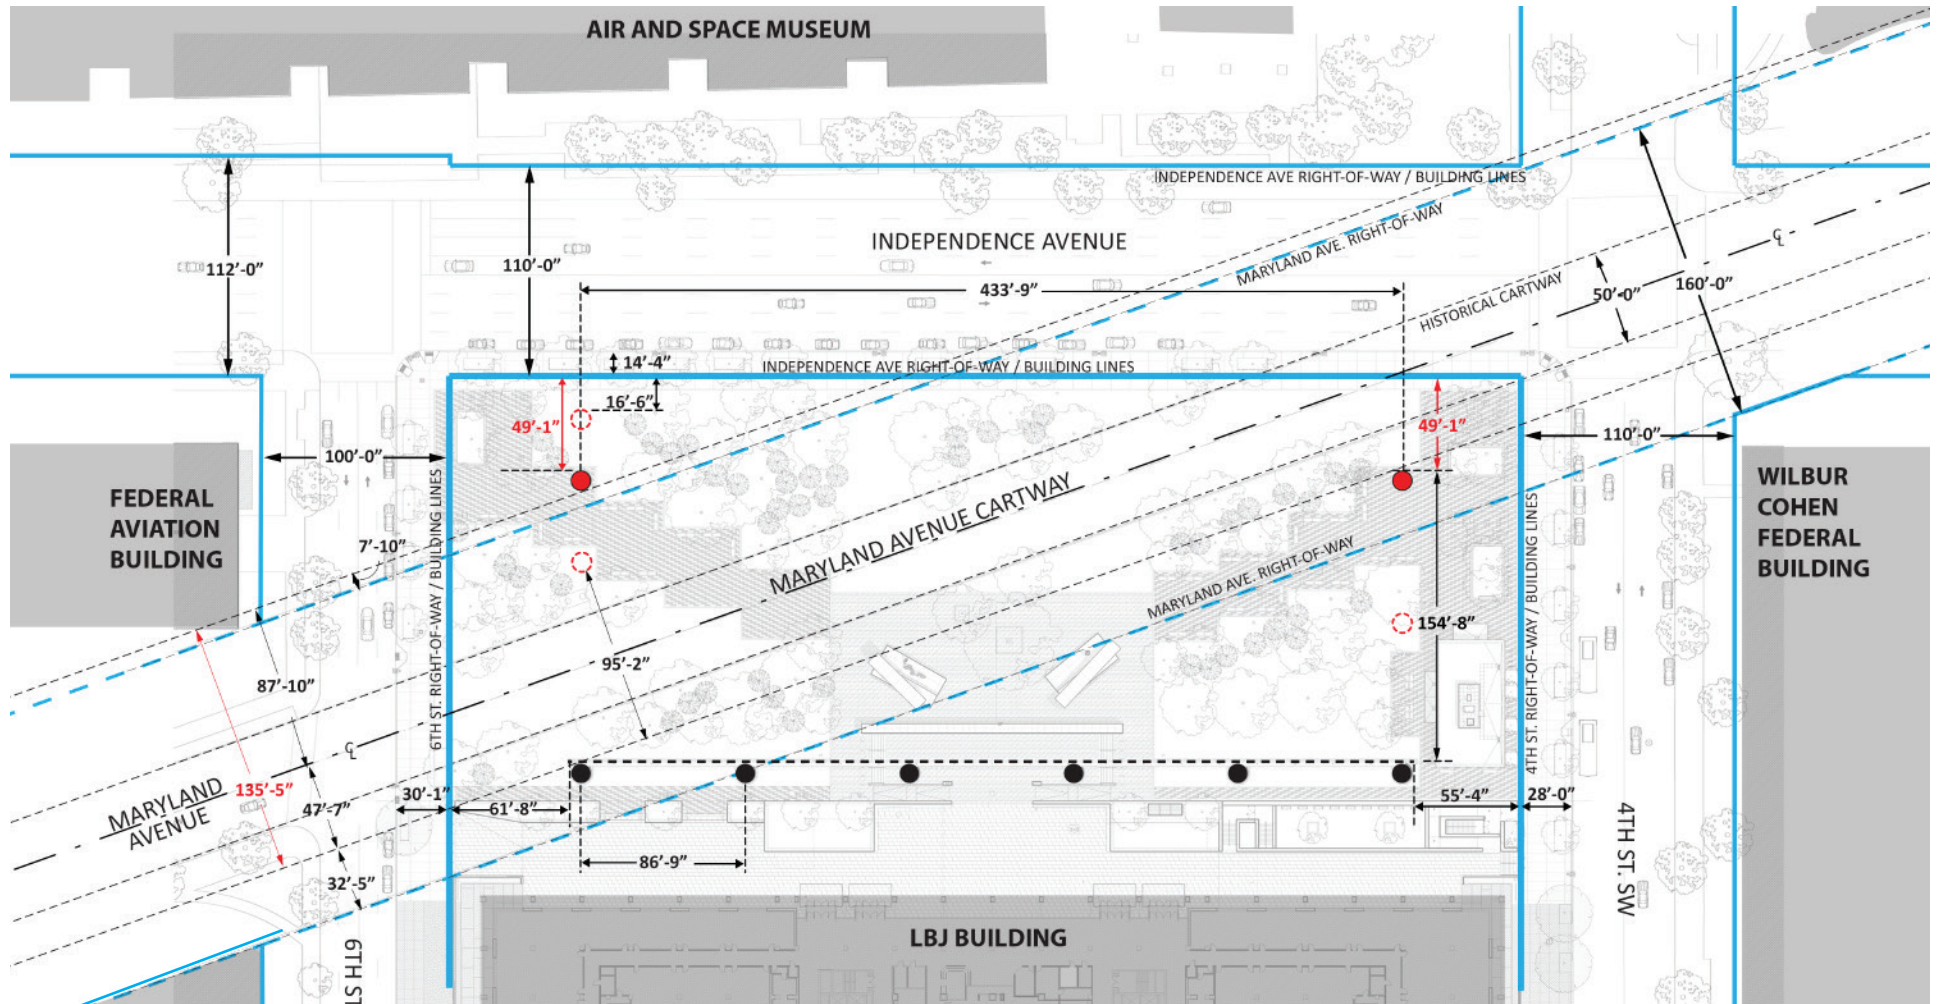 AIR AND SPACE MUSEUM
INDEPENDENCE AVE RIGHT-OF-WAY / BUILDING LINES
MARYLAND AVE. RIGHT-OF-WAY
INDEPENDENCE AVENUE
℄
112’-0”
110’-0”
433’-9”
HISTORICAL CARTWAY
50’-0”
160’-0”
14’-4”
INDEPENDENCE AVE RIGHT-OF-WAY / BUILDING LINES
16’-6”
49’-1”
49’-1”
100’-0”
110’-0”
FEDERAL
AVIATION
BUILDING
WILBUR
COHEN
FEDERAL
BUILDING
6TH ST. RIGHT-OF-WAY / BUILDING LINES
4TH ST. RIGHT-OF-WAY / BUILDING LINES
7’-10”
MARYLAND AVENUE CARTWAY
MARYLAND AVE. RIGHT-OF-WAY
154’-8”
95’-2”
87’-10”
℄
135’-5”
MARYLAND
AVENUE
47’-7”
30’-1”
61’-8”
55’-4”
28’-0”
86’-9”
32’-5”
4TH ST. SW
6TH ST
LBJ BUILDING